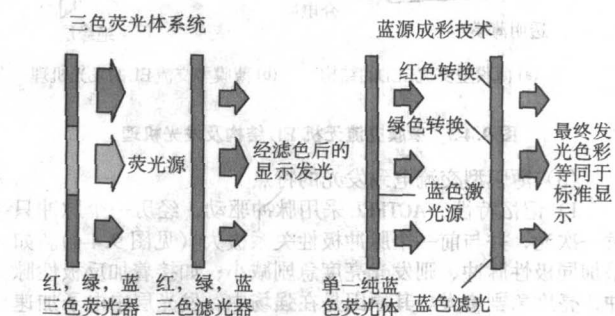 三色荧光体系统
蓝源成彩技术
红色转换
绿色转换
荧光源
经滤色后的
显示发光
蓝色激
光源
最终发
光色彩
等同于
标准显
示
红，绿，蓝
三色荧光器
红，绿，蓝
三色滤光器
单一纯蓝
色荧光体
蓝色滤光